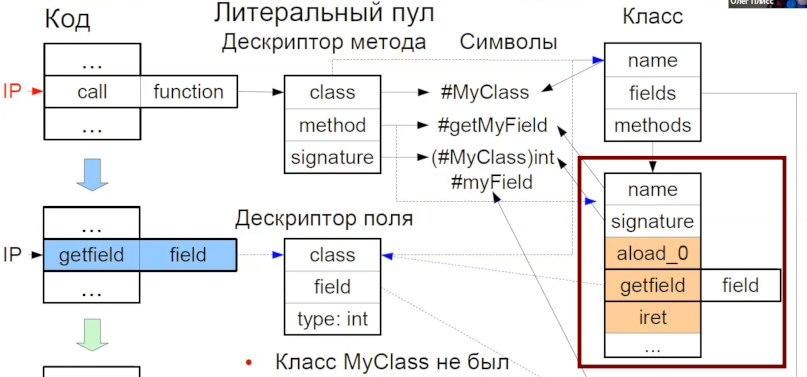 Олег Плисс
Код
Литеральный пул
Класс
Дескриптор метода
Символы
...
IP
call
function
...
class
method
signature
#MyClass
#getMyField
(#MyClass)int
#myField
name
fields
methods
...
IP
getfield
field
...
Дескриптор поля
class
field
type: int
name
signature
aload_0
getfield
field
iret
...
• Класс MyClass не был